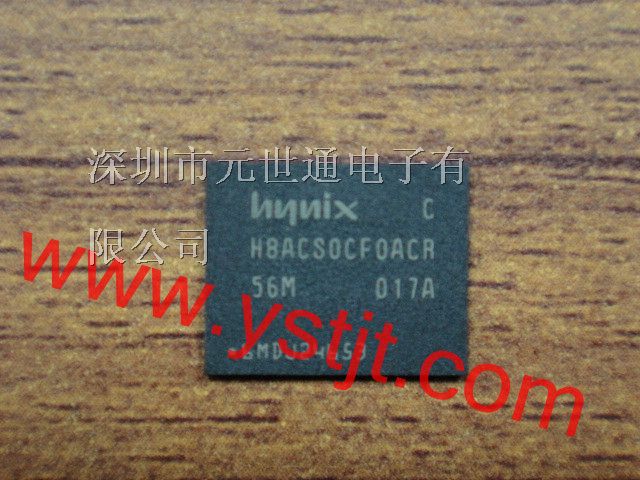 深圳市元世通电子有
限公司
hynix C
H8ACS0CF0ACR
56M 017A
www.ystjt.com